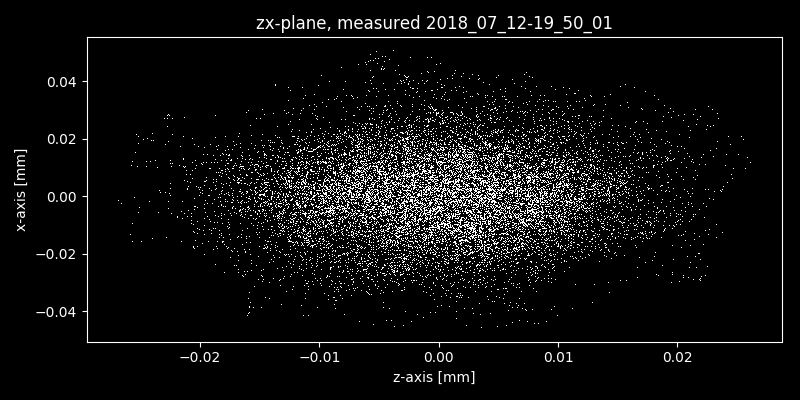 zx-plane, measured 2018_07_12-19_50_01
0.04
0.02
0.00
−0.02
−0.04
x-axis [mm]
−0.02 −0.01 0.00 0.01 0.02
z-axis [mm]